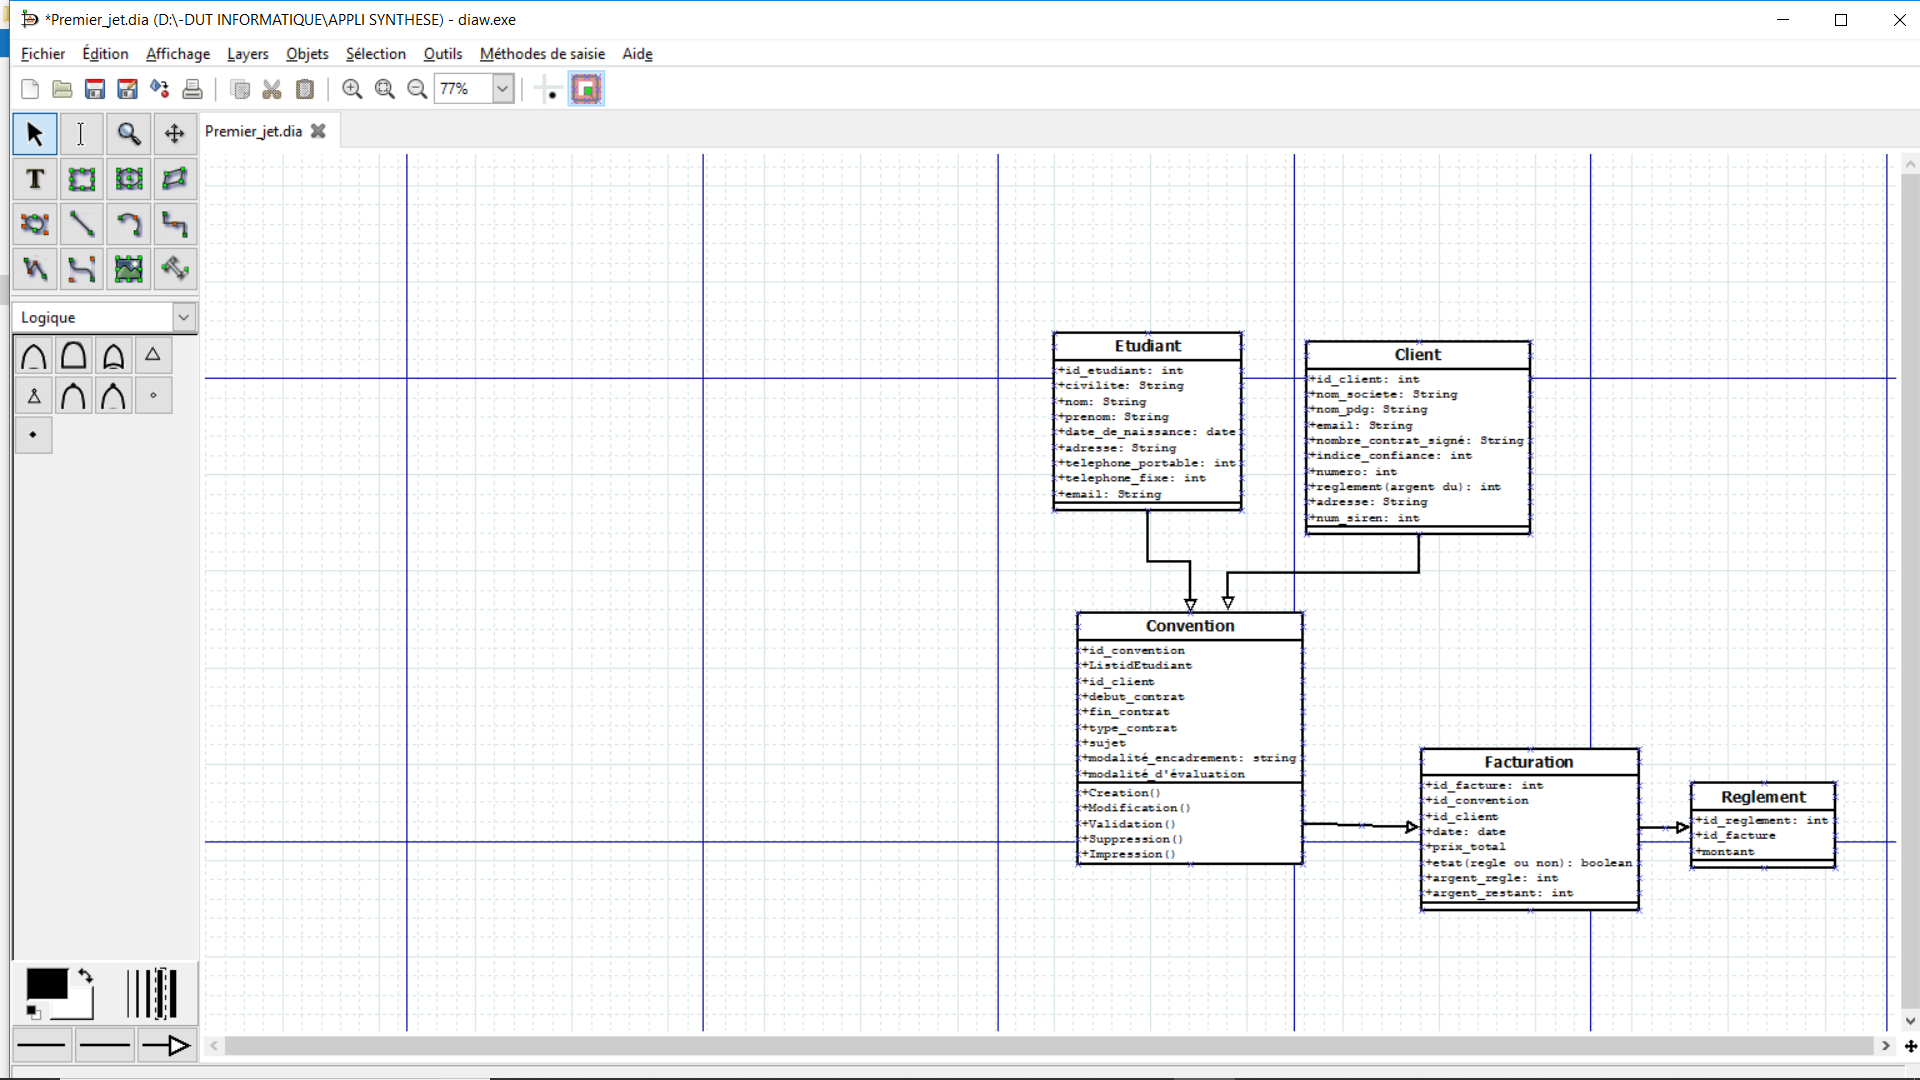 *Premier_jet.dia (D:\-DUT INFORMATIQUE\APPLI SYNTHESE) - diaw.exe
Fichier Édition Affichage Layers Objets Sélection Outils Méthodes de saisie Aide
77%
Premier_jet.dia
T
Logique
Etudiant
+id_etudiant: int
+civilite: String
+nom: String
+prenom: String
+date_de_naissance: date
+adresse: String
+telephone_portable: int
+telephone_fixe: int
+email: String
Client
+id_client: int
+nom_societe: String
+nom_pdg: String
+email: String
+nombre_contrat_signé: String
+indice_confiance: int
+numero: int
+reglement(argent du): int
+adresse: String
+num_siren: int
Convention
+id_convention
+ListidEtudiant
+id_client
+debut_contrat
+fin_contrat
+type_contrat
+sujet
+modalité_encadrement: string
+modalité_d'évaluation
+Creation()
+Modification()
+Validation()
+Suppression()
+Impression()
Facturation
+id_facture: int
+id_convention
+id_client
+date: date
+prix_total
+etat(regle ou non): boolean
+argent_regle: int
+argent_restant: int
Reglement
+id_reglement: int
+id_facture
+montant